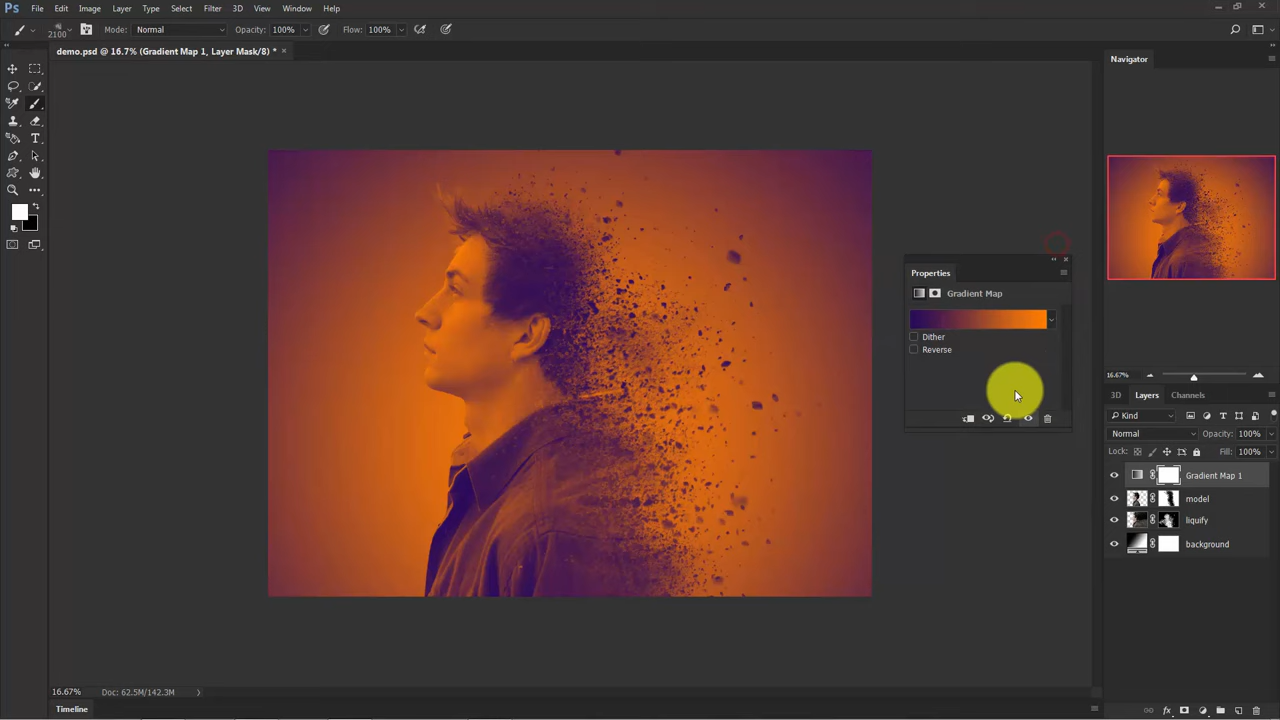 Ps File Edit Image Layer Type Select Filter 3D View Window Help
2100 Mode: Normal Opacity: 100% Flow: 100%
demo.psd @ 16.7% (Gradient Map 1, Layer Mask/8) * ×
Navigator
Properties
Gradient Map
Dither
Reverse
16.67%
3D Layers Channels
Kind
Normal Opacity: 100%
Lock: Fill: 100%
Gradient Map 1
model
liquify
background
16.67% Doc: 62.5M/142.3M
Timeline